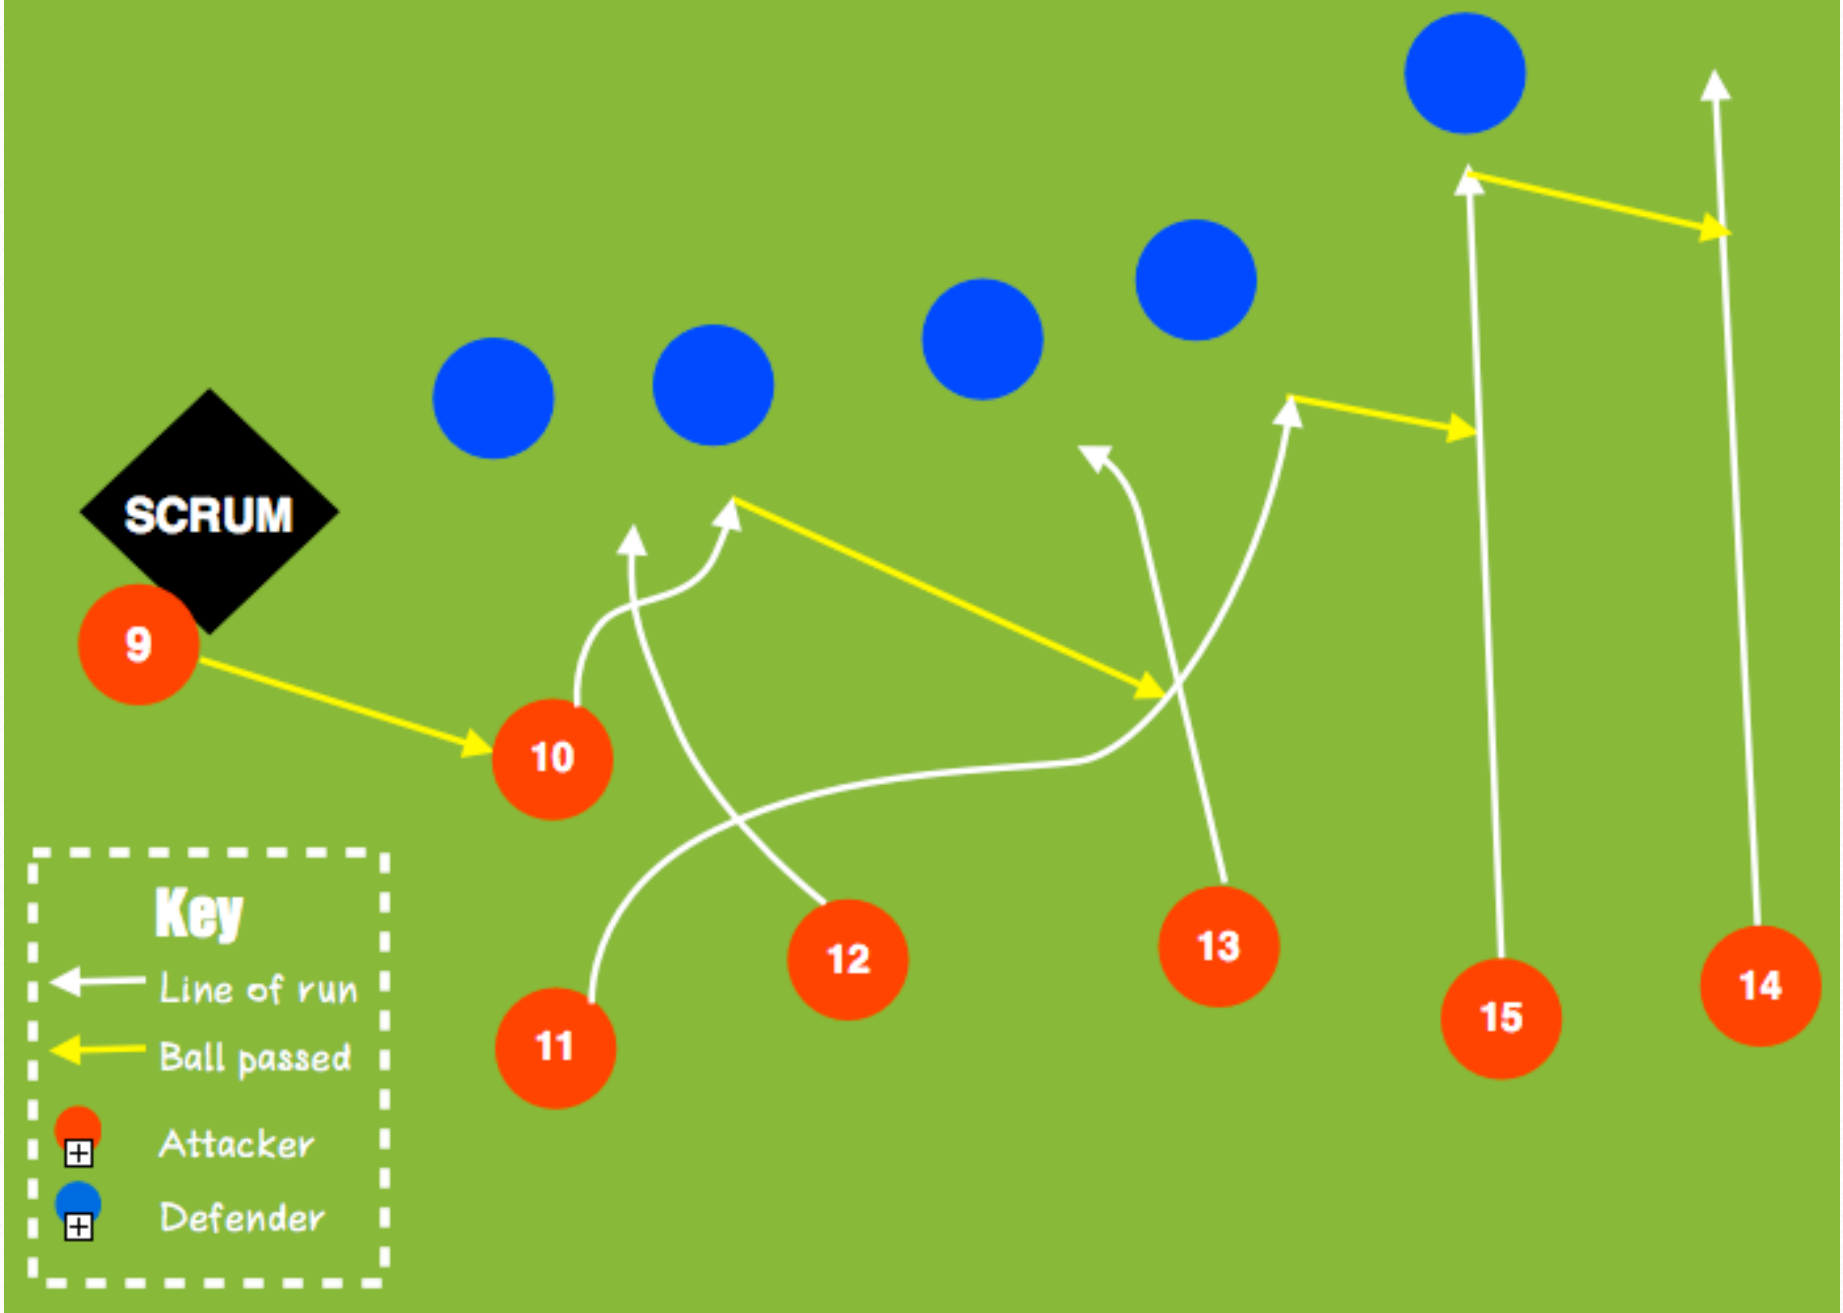 SCRUM
9
10
11
12
13
15
14
Key
Line of run
Ball passed
Attacker
Defender